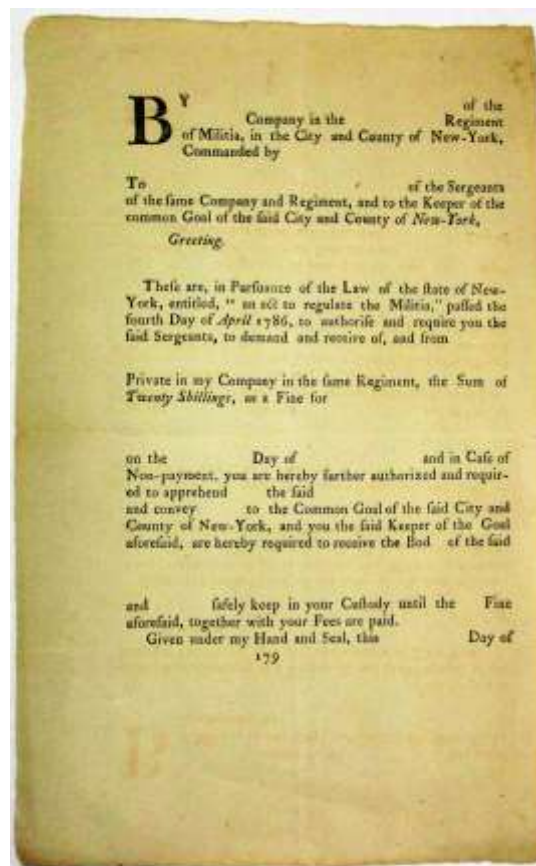 BY of the
Company in the Regiment
of Militia, in the City and County of New-York,
Commanded by
To of the Sergeants
of the ſame Company and Regiment, and to the Keeper of the
common Goal of the ſaid City and County of New-York,
Greeting.
Theſe are, in Purſuance of the Law of the ſtate of New-
York, entitled, " an act to regulate the Militia," paſſed the
fourth Day of April 1786, to authoriſe and require you the
ſaid Sergeants, to demand and receive of, and from
Private in my Company in the ſame Regiment, the Sum of
Twenty Shillings, as a Fine for
on the Day of and in Caſe of
Non-payment, you are hereby farther authorized and requir-
ed to apprehend the ſaid
and convey to the Common Goal of the ſaid City and
County of New-York, and you the ſaid Keeper of the Goal
aforeſaid, are hereby required to receive the Bod of the ſaid
and ſafely keep in your Cuſtody until the Fine
aforeſaid, together with your Fees are paid.
Given under my Hand and Seal, this Day of
179